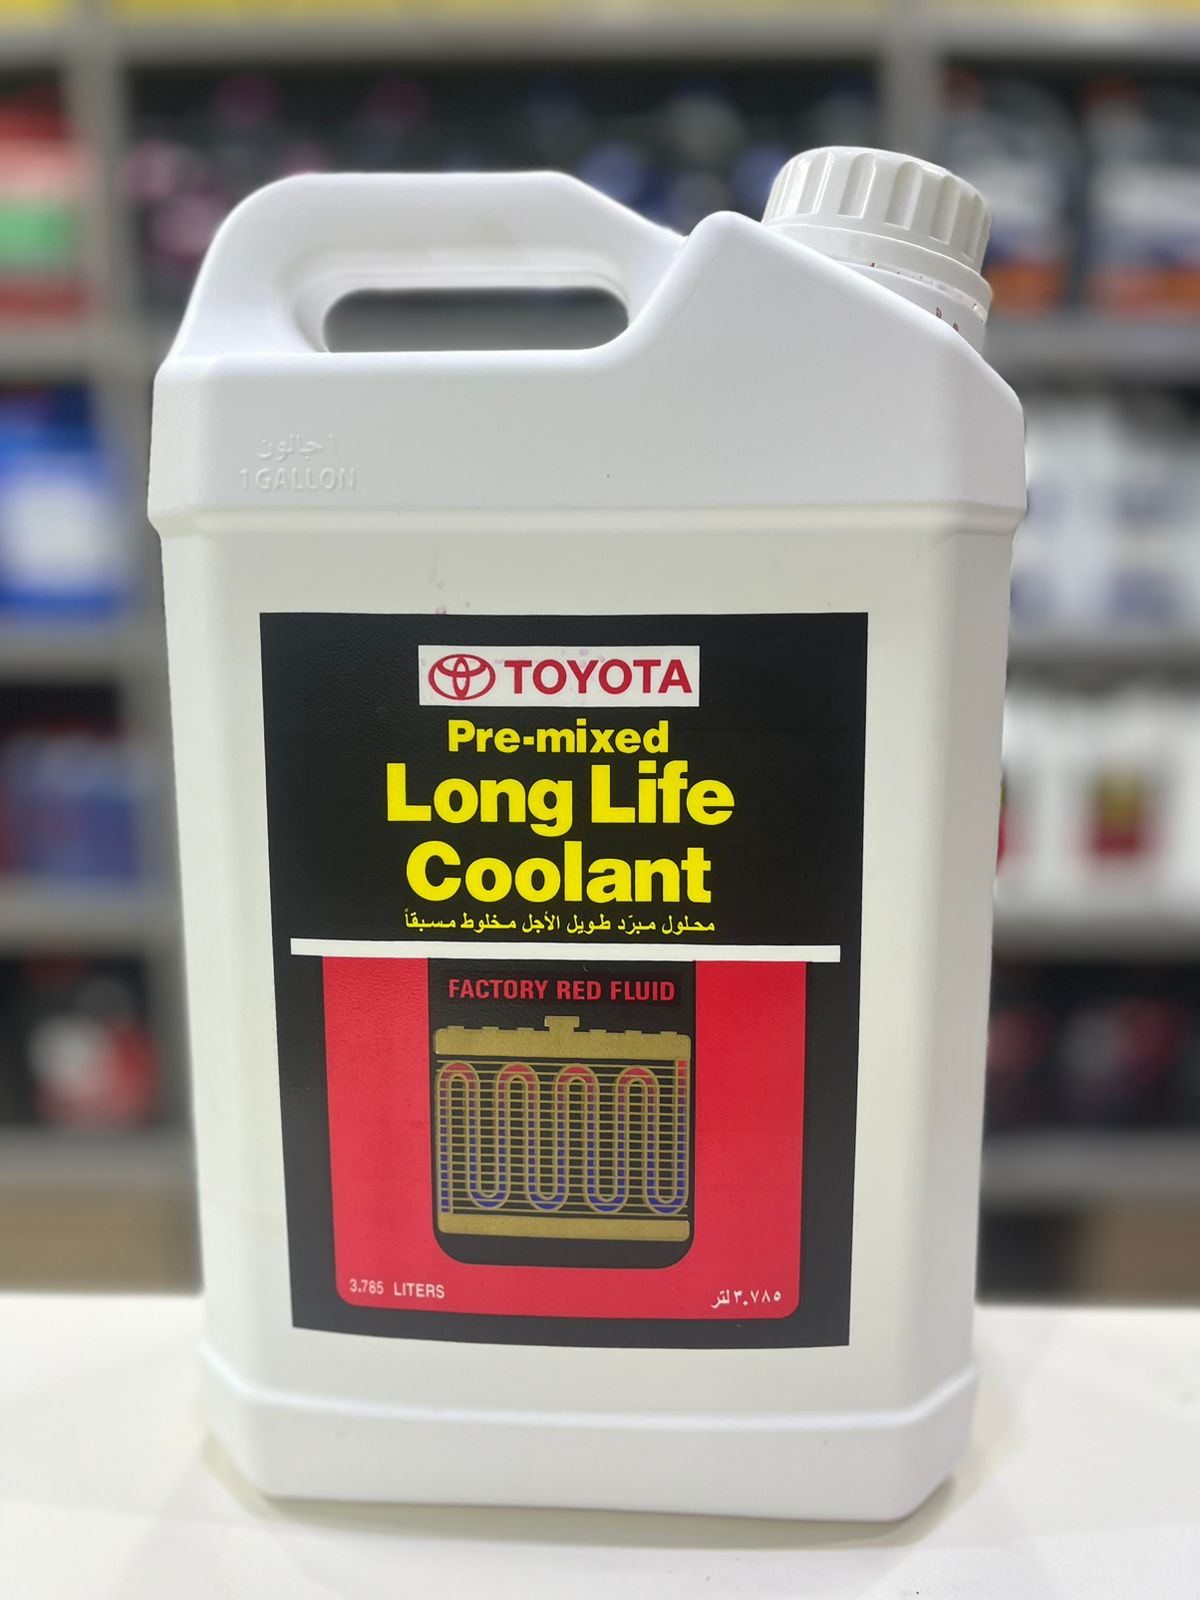 ١ جالون
1 GALLON
TOYOTA
Pre-mixed
Long Life
Coolant
محلول مبرّد طويل الأجل مخلوط مسبقاً
FACTORY RED FLUID
3.785 LITERS
٣.٧٨٥ لتر